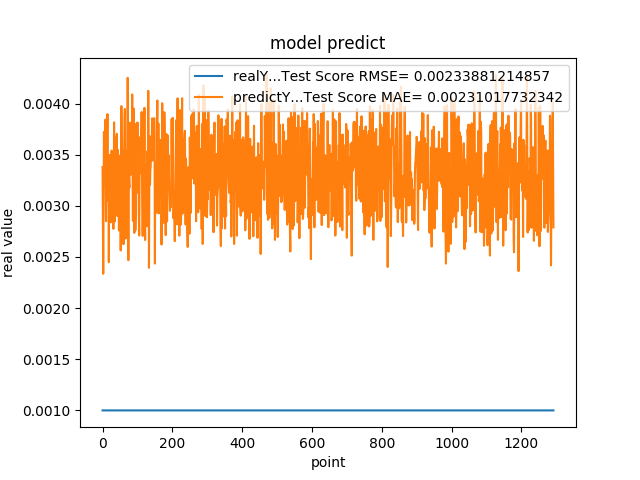 model predict
realY...Test Score RMSE= 0.00233881214857
predictY...Test Score MAE= 0.00231017732342
0.0040
0.0035
0.0030
0.0025
0.0020
0.0015
0.0010
real value
0 200 400 600 800 1000 1200
point